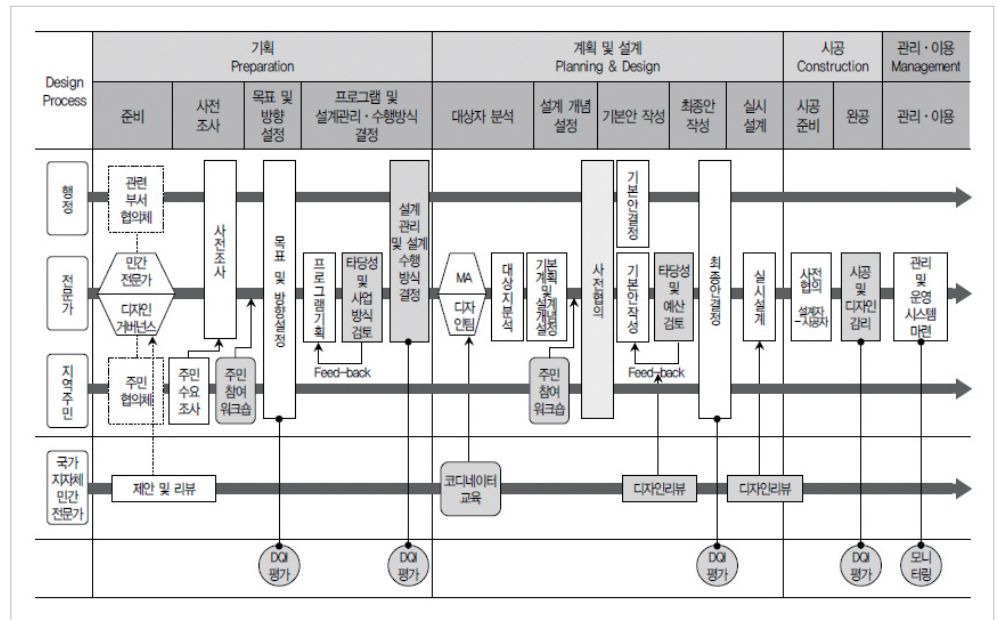 Design
Process
기획
Preparation
계획 및 설계
Planning & Design
시공
Construction
관리·이용
Management
준비
사전
조사
목표 및
방향
설정
프로그램 및
설계관리·수행방식
결정
대상자 분석
설계 개념
설정
기본안 작성
최종안
작성
실시
설계
시공
준비
완공
관리·이용
행정
관련
부서
협의체
사전조사
목표 및 방향설정
설계
관리
및 설계
수행
방식
결정
사전협의
기본안결정
최종안결정
전문가
민간
전문가
디자인
거버넌스
프로그램기획
타당성
및
사업
방식
검토
Feed-back
MA
디자
인팀
대상지분석
기본
계획
및
설계
개념
설정
기본안작성
타당성
및
예산
검토
Feed-back
실시설계
사전
협의
설계자
-시공자
시공
및
디자인
감리
관리
및
운영
시스템
마련
지역주민
주민
협의체
주민
수요
조사
주민
참여
워크숍
주민
참여
워크숍
국가
지자체
민간
전문가
제안 및 리뷰
코디네이터
교육
디자인리뷰
디자인리뷰
DQI
평가
DQI
평가
DQI
평가
DQI
평가
모니
터링